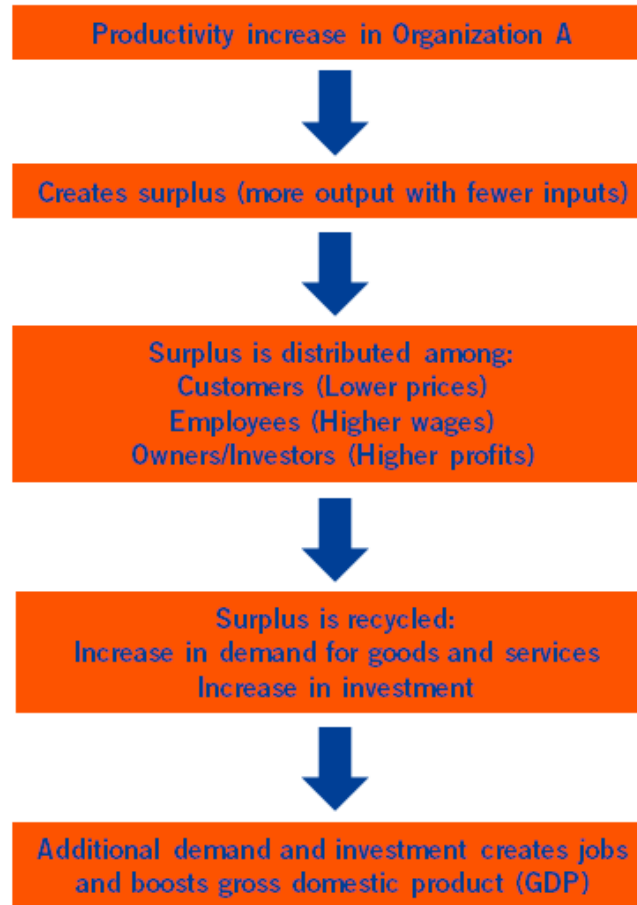 Productivity increase in Organization A
Creates surplus (more output with fewer inputs)
Surplus is distributed among:
Customers (Lower prices)
Employees (Higher wages)
Owners/Investors (Higher profits)
Surplus is recycled:
Increase in demand for goods and services
Increase in investment
Additional demand and investment creates jobs
and boosts gross domestic product (GDP)